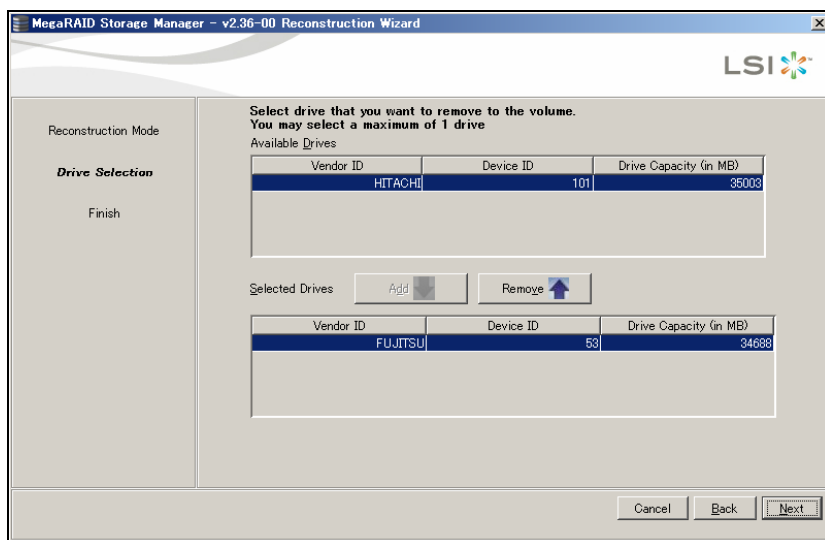 MegaRAID Storage Manager - v2.36-00 Reconstruction Wizard
LSI
Reconstruction Mode
Drive Selection
Finish
Select drive that you want to remove to the volume.
You may select a maximum of 1 drive
Available Drives
Vendor ID Device ID Drive Capacity (in MB)
HITACHI 101 35003
Selected Drives Add Remove
Vendor ID Device ID Drive Capacity (in MB)
FUJITSU 53 34688
Cancel Back Next